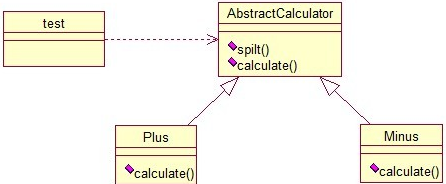 test
AbstractCalculator
spilt()
calculate()
Plus
calculate()
Minus
calculate()